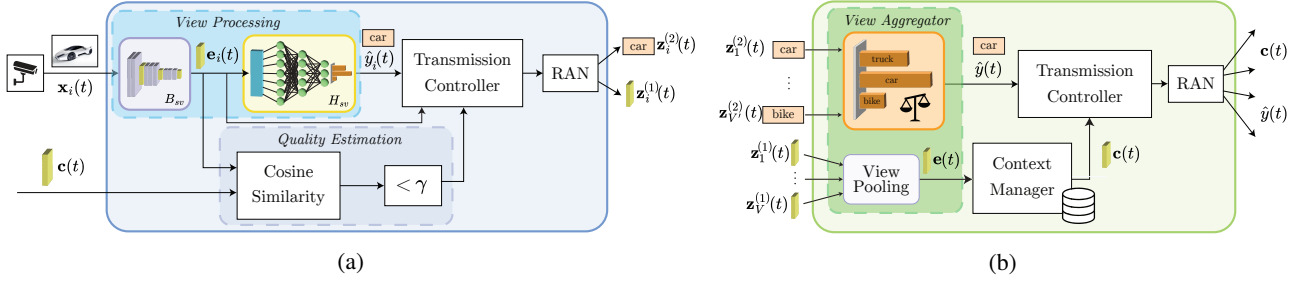 View Processing
x_i(t)
B_sv
e_i(t)
H_sv
car
ŷ_i(t)
Transmission
Controller
RAN
car z_i^(2)(t)
z_i^(1)(t)
c(t)
Quality Estimation
Cosine
Similarity
< γ
(a)
View Aggregator
z_1^(2)(t) car
⋮
z_V'^(2)(t) bike
truck
car
bike
car
ŷ(t)
Transmission
Controller
RAN
c(t)
ŷ(t)
z_1^(1)(t)
⋮
z_V^(1)(t)
View
Pooling
e(t)
Context
Manager
c(t)
(b)